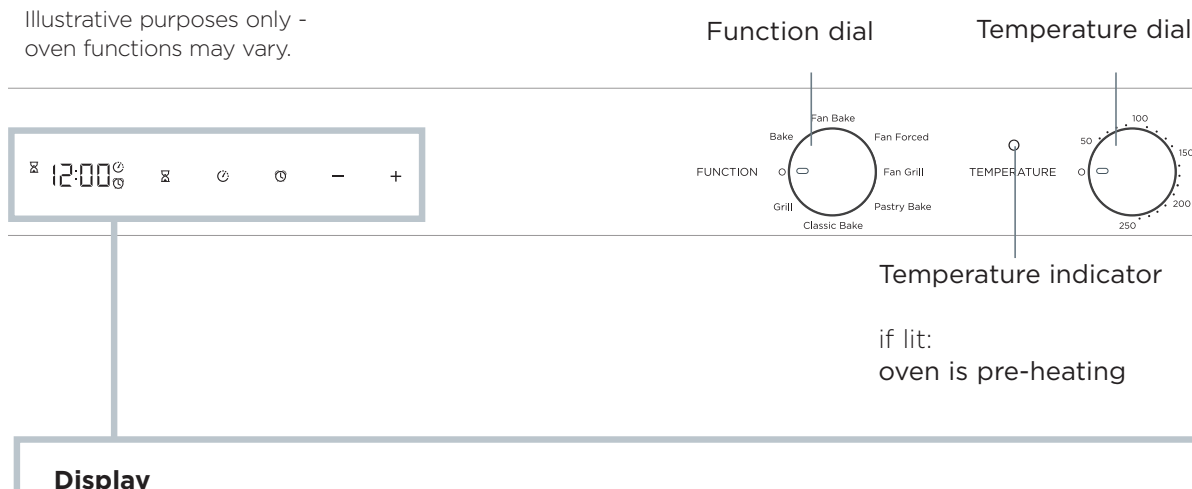 Illustrative purposes only -
oven functions may vary.
Function dial
Temperature dial
12:00
FUNCTION
Bake
Fan Bake
Fan Forced
Fan Grill
Pastry Bake
Classic Bake
Grill
TEMPERATURE
50
100
150
200
250
Temperature indicator
if lit:
oven is pre-heating
Display